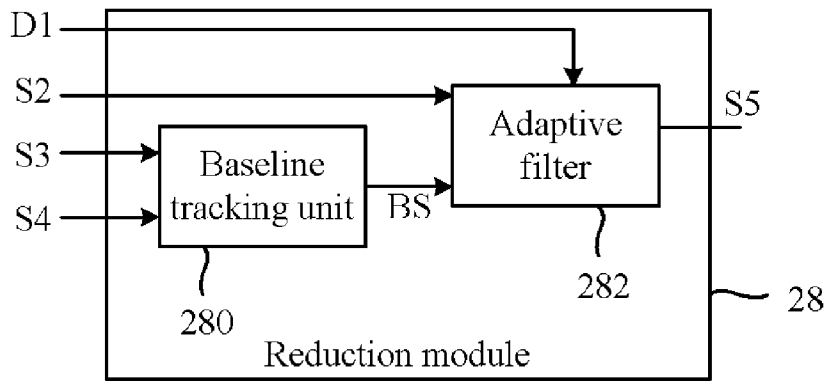 D1
S2
S3
S4
Baseline
tracking unit
BS
Adaptive
filter
S5
280
282
28
Reduction module